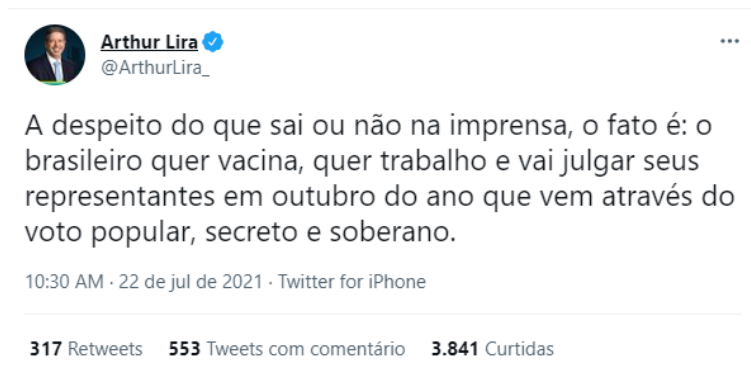 Arthur Lira
@ArthurLira_
A despeito do que sai ou não na imprensa, o fato é: o
brasileiro quer vacina, quer trabalho e vai julgar seus
representantes em outubro do ano que vem através do
voto popular, secreto e soberano.
10:30 AM · 22 de jul de 2021 · Twitter for iPhone
317 Retweets 553 Tweets com comentário 3.841 Curtidas